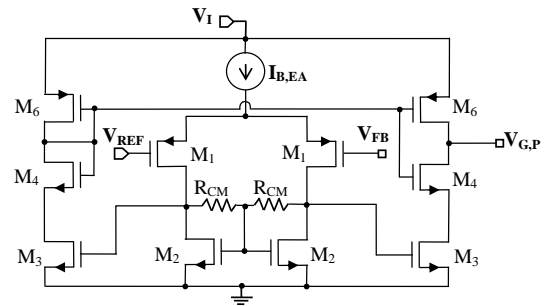 V_I
I_B,EA
M_6
M_6
V_REF
V_FB
V_G,P
M_1
M_1
M_4
M_4
R_CM
R_CM
M_3
M_2
M_2
M_3